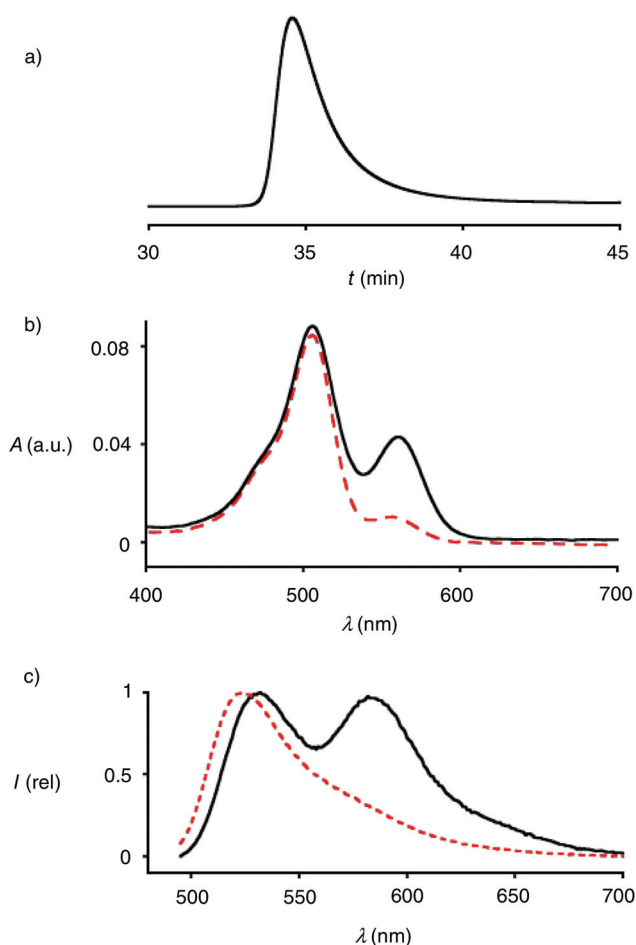 a)
30 35 40 45
t (min)
b)
0.08
A (a.u.) 0.04
0
400 500 600 700
λ (nm)
c)
1
I (rel) 0.5
0
500 550 600 650 700
λ (nm)